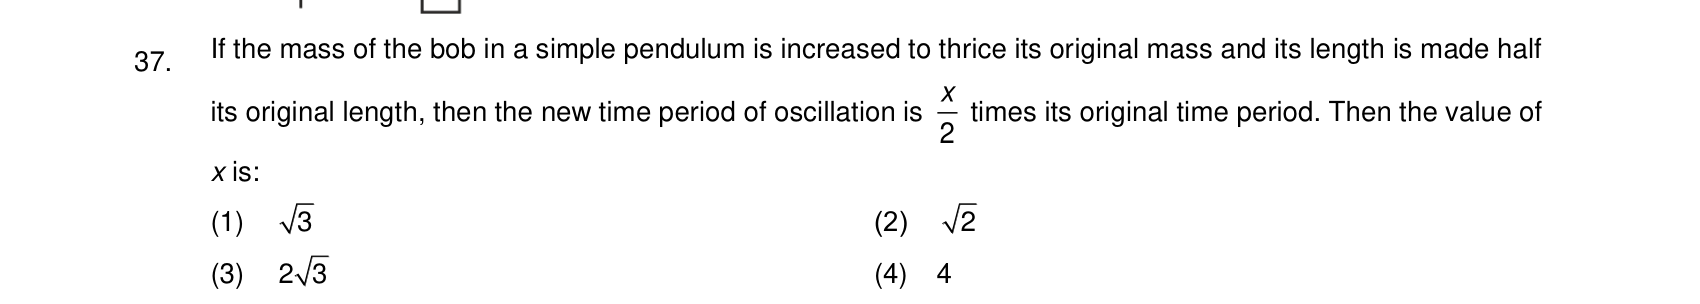 37. If the mass of the bob in a simple pendulum is increased to thrice its original mass and its length is made half
its original length, then the new time period of oscillation is x/2 times its original time period. Then the value of
x is:
(1) √3 (2) √2
(3) 2√3 (4) 4